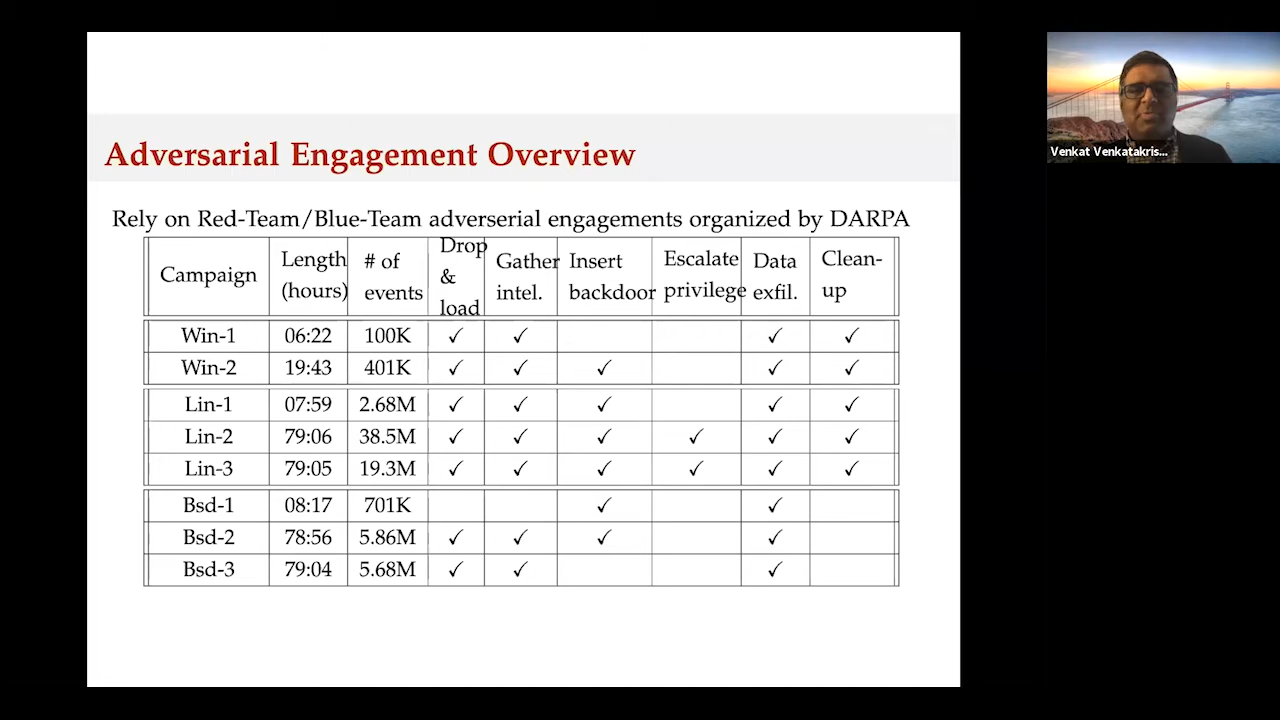 Adversarial Engagement Overview
Rely on Red-Team/Blue-Team adverserial engagements organized by DARPA
Campaign Length (hours) # of events Drop & load Gather intel. Insert backdoor Escalate privilege Data exfil. Clean-up
Win-1 06:22 100K ✓ ✓ ✓ ✓
Win-2 19:43 401K ✓ ✓ ✓ ✓ ✓
Lin-1 07:59 2.68M ✓ ✓ ✓ ✓ ✓
Lin-2 79:06 38.5M ✓ ✓ ✓ ✓ ✓ ✓
Lin-3 79:05 19.3M ✓ ✓ ✓ ✓ ✓ ✓
Bsd-1 08:17 701K ✓ ✓
Bsd-2 78:56 5.86M ✓ ✓ ✓ ✓
Bsd-3 79:04 5.68M ✓ ✓ ✓
Venkat Venkatakris...